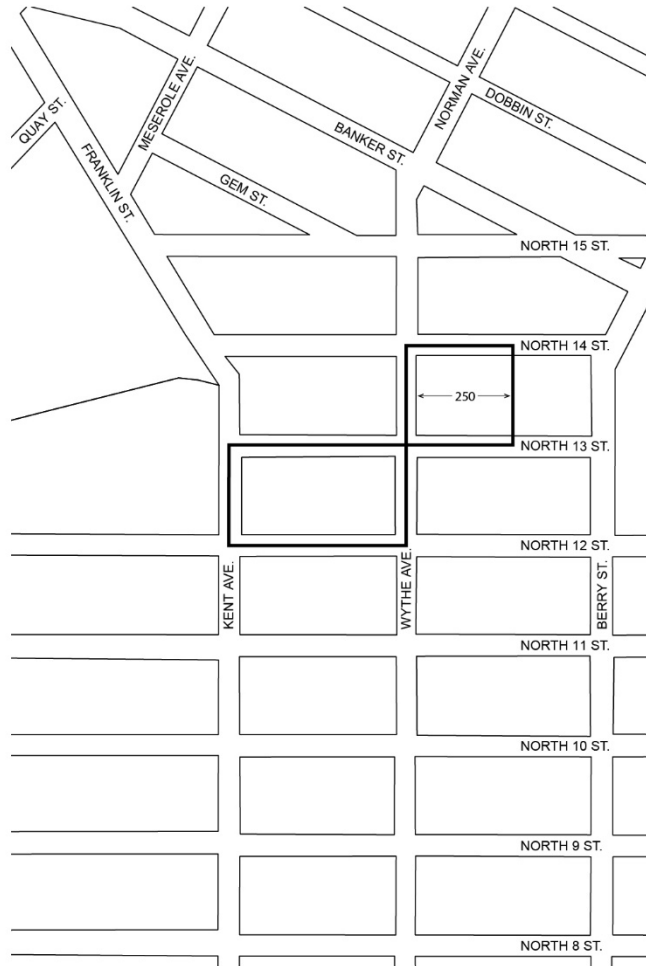 MESEROLE AVE.
NORMAN AVE.
QUAY ST.
DOBBIN ST.
BANKER ST.
FRANKLIN ST.
GEM ST.
NORTH 15 ST.
NORTH 14 ST.
250
NORTH 13 ST.
NORTH 12 ST.
KENT AVE.
WYTHE AVE.
BERRY ST.
NORTH 11 ST.
NORTH 10 ST.
NORTH 9 ST.
NORTH 8 ST.